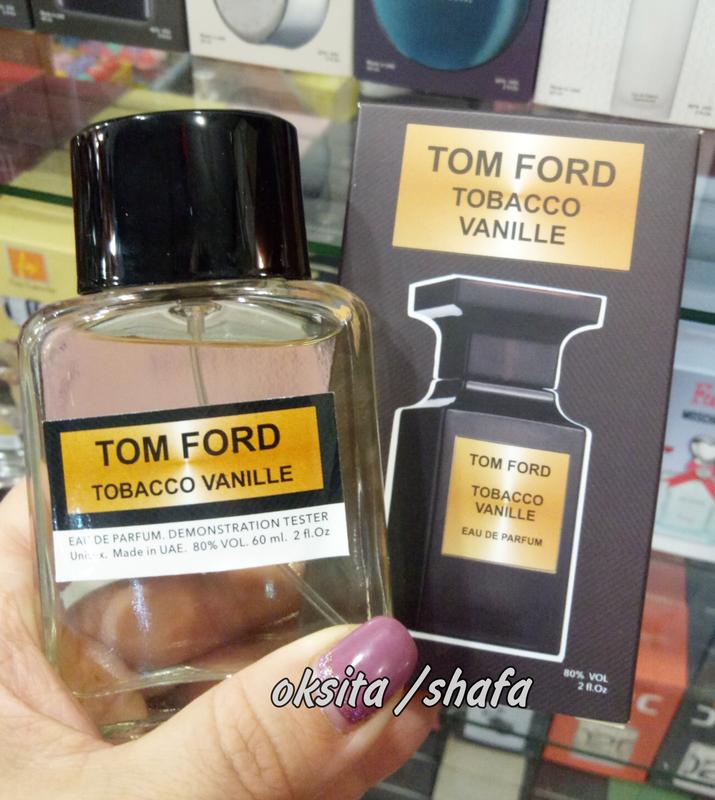 TOM FORD
TOBACCO
VANILLE
TOM FORD
TOBACCO
VANILLE
EAU DE PARFUM
80% VOL
2 fl.Oz
TOM FORD
TOBACCO VANILLE
EAU DE PARFUM. DEMONSTRATION TESTER
Unisex. Made in UAE. 80% VOL. 60 ml. 2 fl.Oz
oksita /shafa